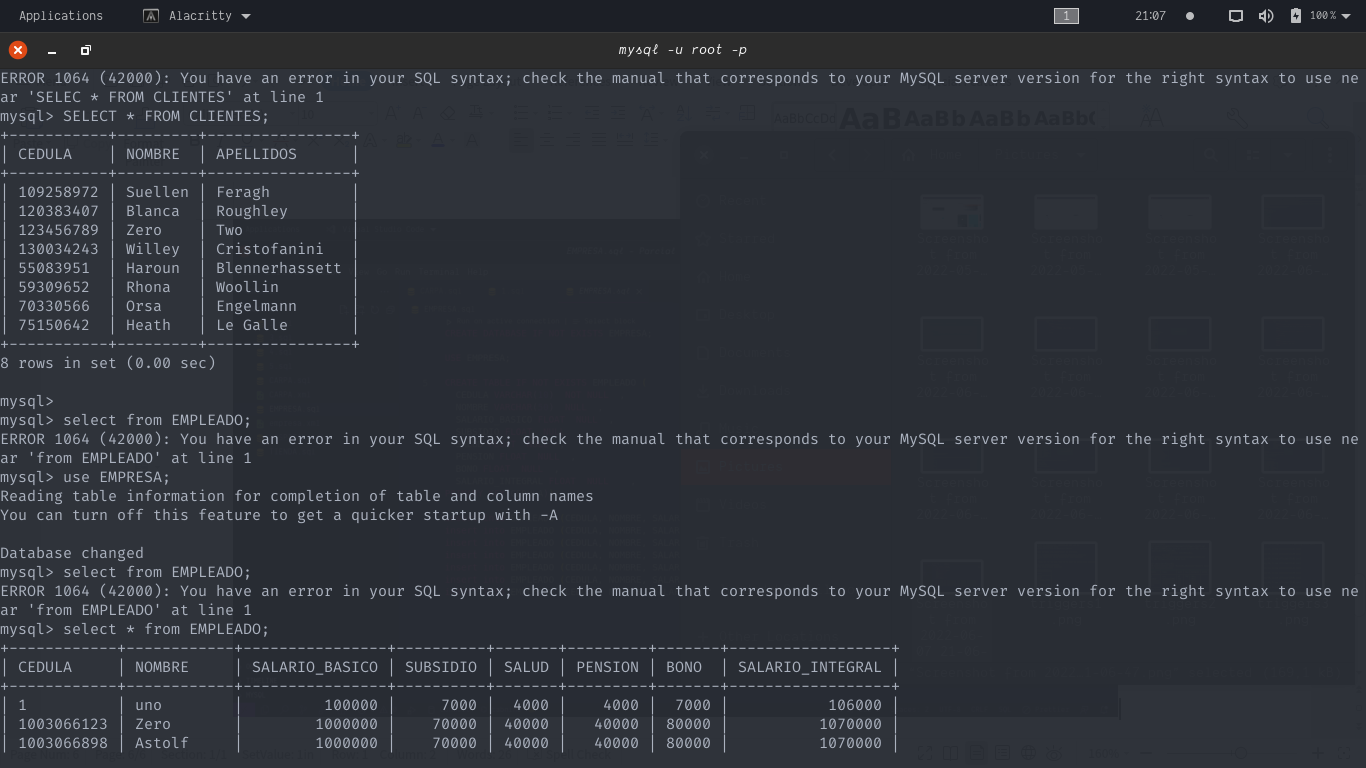 Applications Alacritty 1 21:07 100%
mysql -u root -p
ERROR 1064 (42000): You have an error in your SQL syntax; check the manual that corresponds to your MySQL server version for the right syntax to use ne
ar 'SELEC * FROM CLIENTES' at line 1
mysql> SELECT * FROM CLIENTES;
+-----------+---------+----------------+
| CEDULA    | NOMBRE  | APELLIDOS      |
+-----------+---------+----------------+
| 109258972 | Suellen | Feragh         |
| 120383407 | Blanca  | Roughley       |
| 123456789 | Zero    | Two            |
| 130034243 | Willey  | Cristofanini   |
| 55083951  | Haroun  | Blennerhassett |
| 59309652  | Rhona   | Woollin        |
| 70330566  | Orsa    | Engelmann      |
| 75150642  | Heath   | Le Galle       |
+-----------+---------+----------------+
8 rows in set (0.00 sec)

mysql>
mysql> select from EMPLEADO;
ERROR 1064 (42000): You have an error in your SQL syntax; check the manual that corresponds to your MySQL server version for the right syntax to use ne
ar 'from EMPLEADO' at line 1
mysql> use EMPRESA;
Reading table information for completion of table and column names
You can turn off this feature to get a quicker startup with -A

Database changed
mysql> select from EMPLEADO;
ERROR 1064 (42000): You have an error in your SQL syntax; check the manual that corresponds to your MySQL server version for the right syntax to use ne
ar 'from EMPLEADO' at line 1
mysql> select * from EMPLEADO;
+------------+------------+----------------+----------+-------+---------+-------+------------------+
| CEDULA     | NOMBRE     | SALARIO_BASICO | SUBSIDIO | SALUD | PENSION | BONO  | SALARIO_INTEGRAL |
+------------+------------+----------------+----------+-------+---------+-------+------------------+
| 1          | uno        |         100000 |     7000 |  4000 |    4000 |  7000 |           106000 |
| 1003066123 | Zero       |        1000000 |    70000 | 40000 |   40000 | 80000 |          1070000 |
| 1003066898 | Astolf     |        1000000 |    70000 | 40000 |   40000 | 80000 |          1070000 |